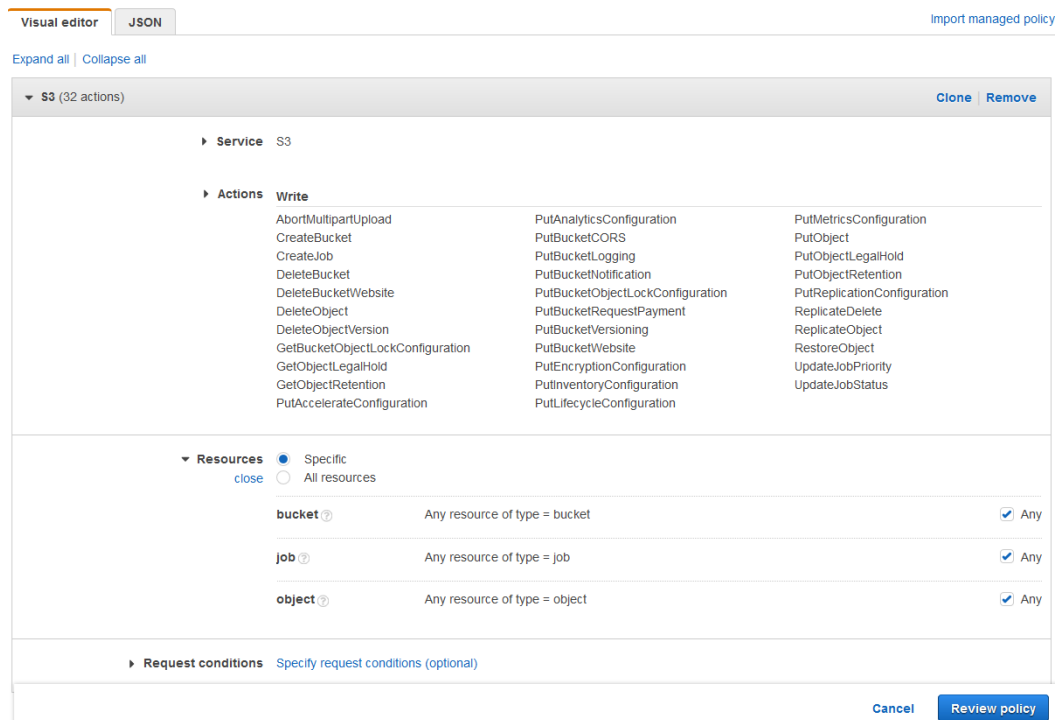 Visual editor JSON Import managed policy
Expand all Collapse all
S3 (32 actions) Clone Remove
Service S3
Actions Write
AbortMultipartUpload PutAnalyticsConfiguration PutMetricsConfiguration
CreateBucket PutBucketCORS PutObject
CreateJob PutBucketLogging PutObjectLegalHold
DeleteBucket PutBucketNotification PutObjectRetention
DeleteBucketWebsite PutBucketObjectLockConfiguration PutReplicationConfiguration
DeleteObject PutBucketRequestPayment ReplicateDelete
DeleteObjectVersion PutBucketVersioning ReplicateObject
GetBucketObjectLockConfiguration PutBucketWebsite RestoreObject
GetObjectLegalHold PutEncryptionConfiguration UpdateJobPriority
GetObjectRetention PutInventoryConfiguration UpdateJobStatus
PutAccelerateConfiguration PutLifecycleConfiguration
Resources Specific
close All resources
bucket ? Any resource of type = bucket Any
job ? Any resource of type = job Any
object ? Any resource of type = object Any
Request conditions Specify request conditions (optional)
Cancel Review policy